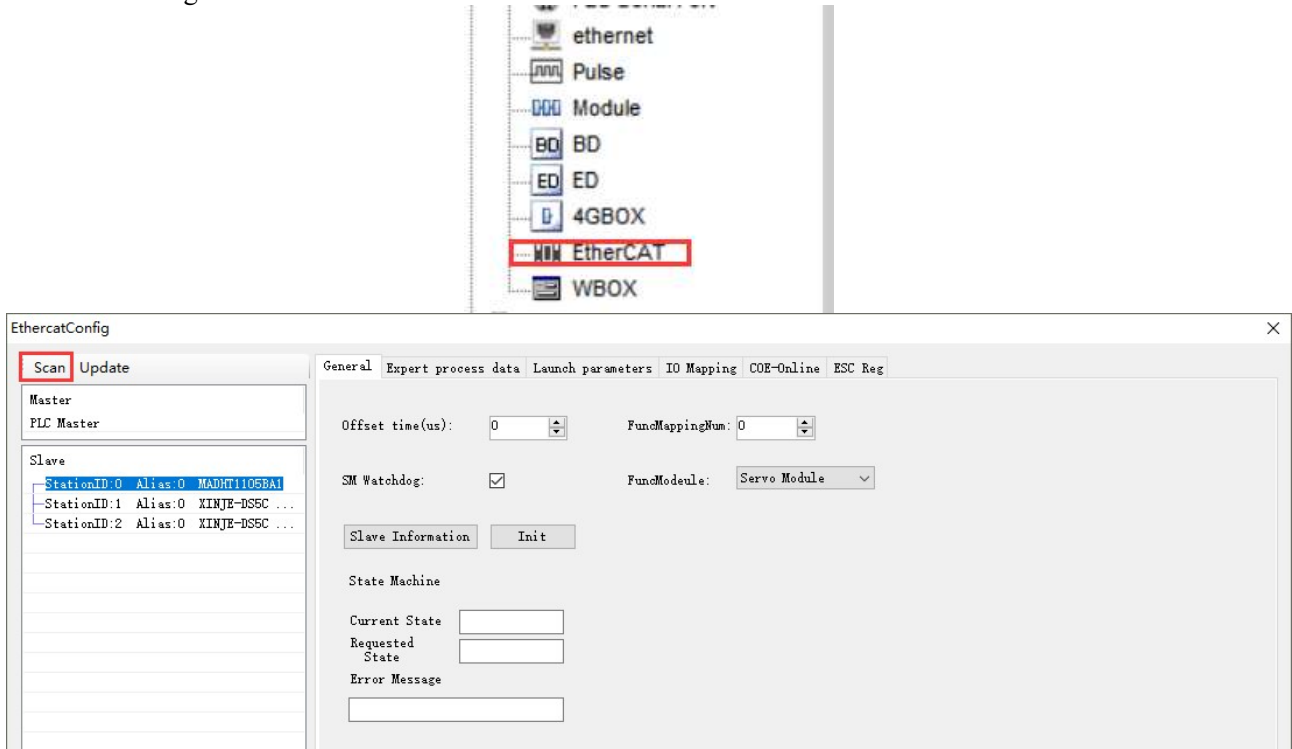 ethernet
Pulse
Module
BD BD
ED ED
4GBOX
EtherCAT
WBOX
EthercatConfig
Scan Update
Master
PLC Master
Slave
StationID:0 Alias:0 MADHT1105BA1
StationID:1 Alias:0 XINJE-DS5C ...
StationID:2 Alias:0 XINJE-DS5C ...
General Expert process data Launch parameters IO Mapping COE-Online ESC Reg
Offset time(us): 0 FuncMappingNum: 0
SM Watchdog: FuncModeule: Servo Module
Slave Information Init
State Machine
Current State
Requested
State
Error Message